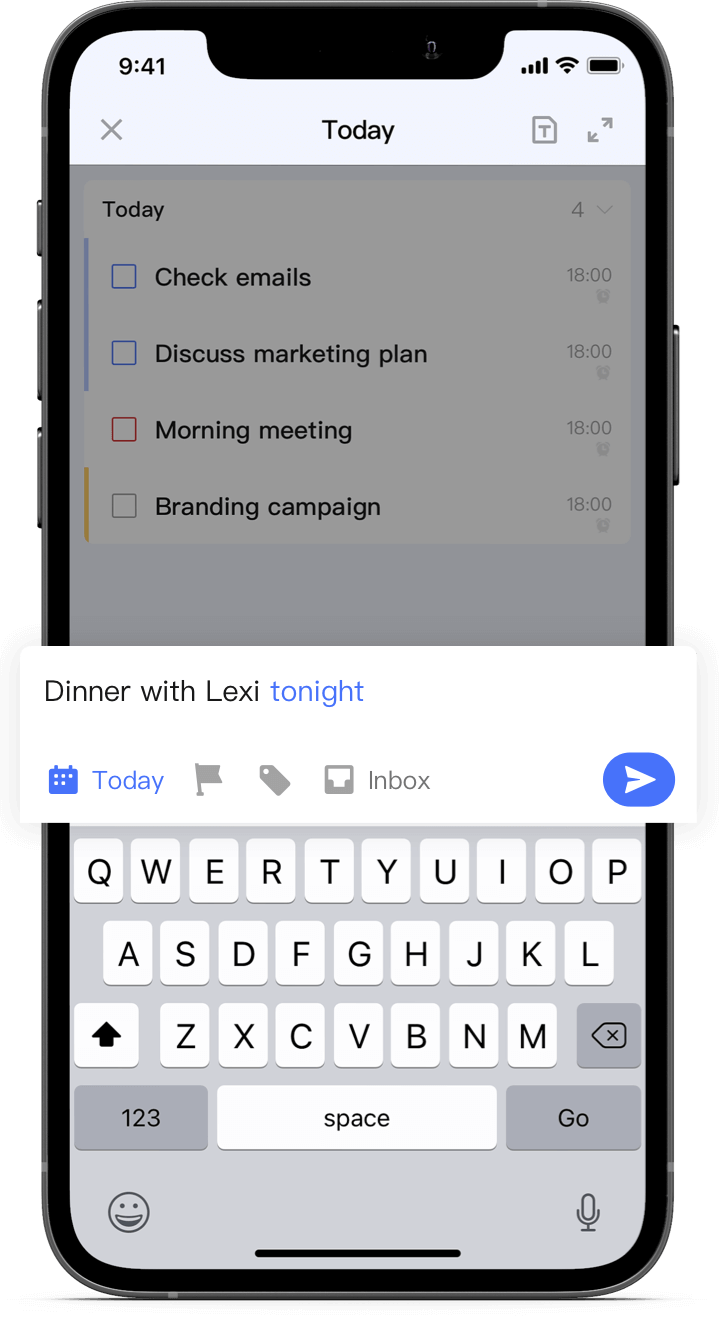 9:41
Today
T
Today 4
Check emails 18:00
Discuss marketing plan 18:00
Morning meeting 18:00
Branding campaign 18:00
Dinner with Lexi tonight
Today Inbox
Q W E R T Y U I O P
A S D F G H J K L
Z X C V B N M
123 space Go